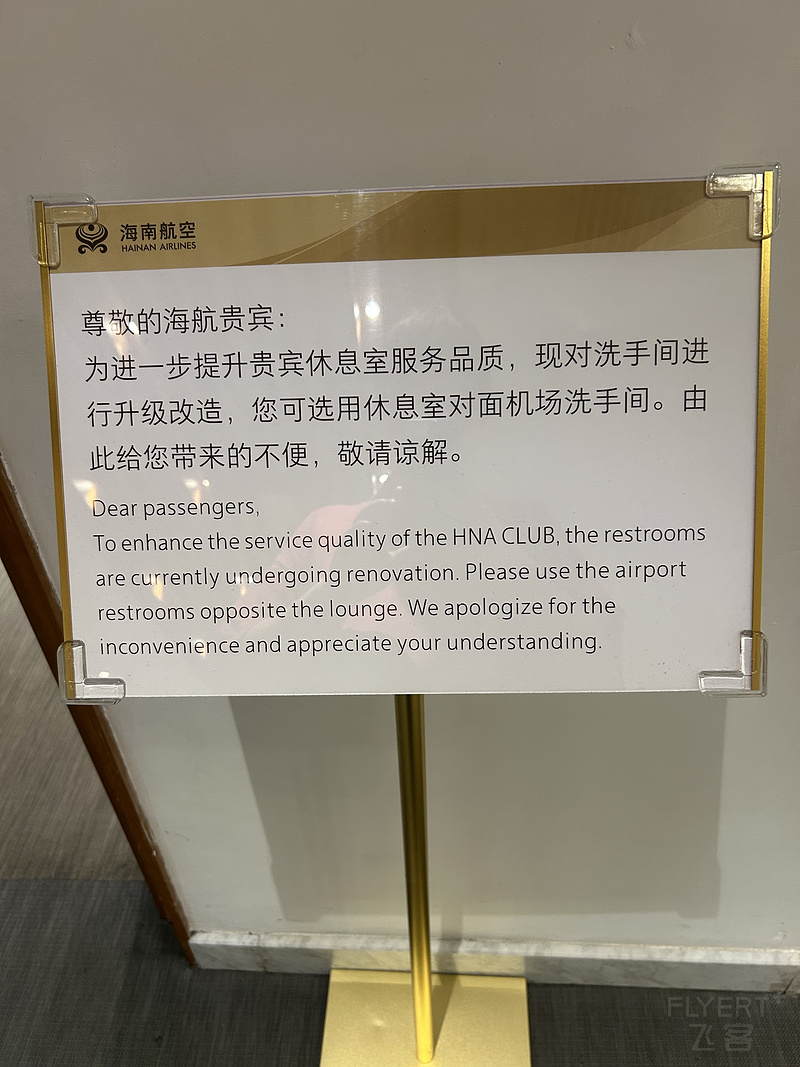 海南航空
HAINAN AIRLINES
尊敬的海航贵宾：
为进一步提升贵宾休息室服务品质，现对洗手间进
行升级改造，您可选用休息室对面机场洗手间。由
此给您带来的不便，敬请谅解。
Dear passengers,
To enhance the service quality of the HNA CLUB, the restrooms
are currently undergoing renovation. Please use the airport
restrooms opposite the lounge. We apologize for the
inconvenience and appreciate your understanding.
FLYERT
飞客